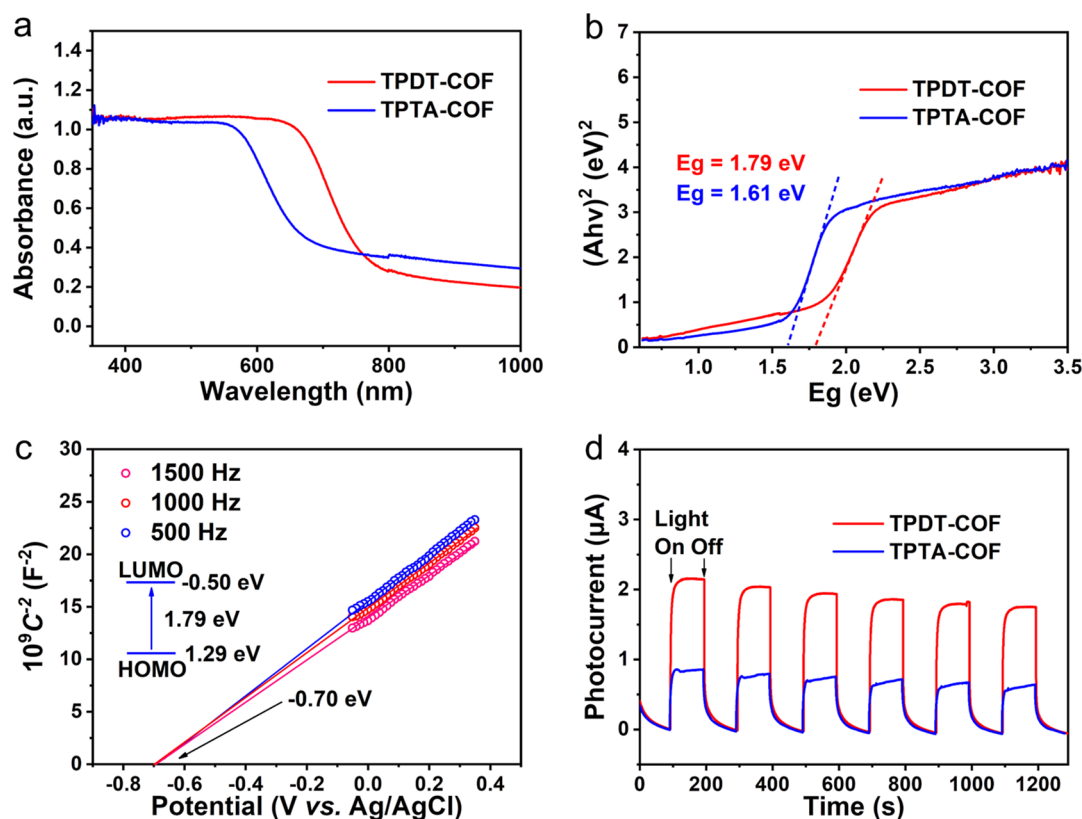 a
1.4
1.2
1.0
0.8
0.6
0.4
0.2
0.0
Absorbance (a.u.)
TPDT-COF
TPTA-COF
400
600
800
1000
Wavelength (nm)
b
7
6
5
4
3
2
1
0
(Ahv)² (eV)²
TPDT-COF
TPTA-COF
Eg = 1.79 eV
Eg = 1.61 eV
1.0
1.5
2.0
2.5
3.0
3.5
Eg (eV)
c
30
25
20
15
10
5
0
10⁹C⁻² (F⁻²)
1500 Hz
1000 Hz
500 Hz
LUMO
-0.50 eV
1.79 eV
HOMO
1.29 eV
-0.70 eV
-0.8
-0.6
-0.4
-0.2
0.0
0.2
0.4
Potential (V vs. Ag/AgCl)
d
4
3
2
1
0
Photocurrent (μA)
Light
On Off
TPDT-COF
TPTA-COF
0
200
400
600
800
1000
1200
Time (s)